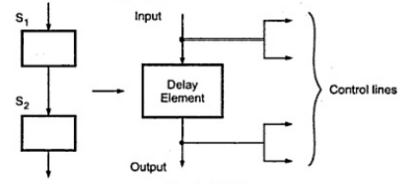 S1
S2
Input
Delay
Element
Output
Control lines